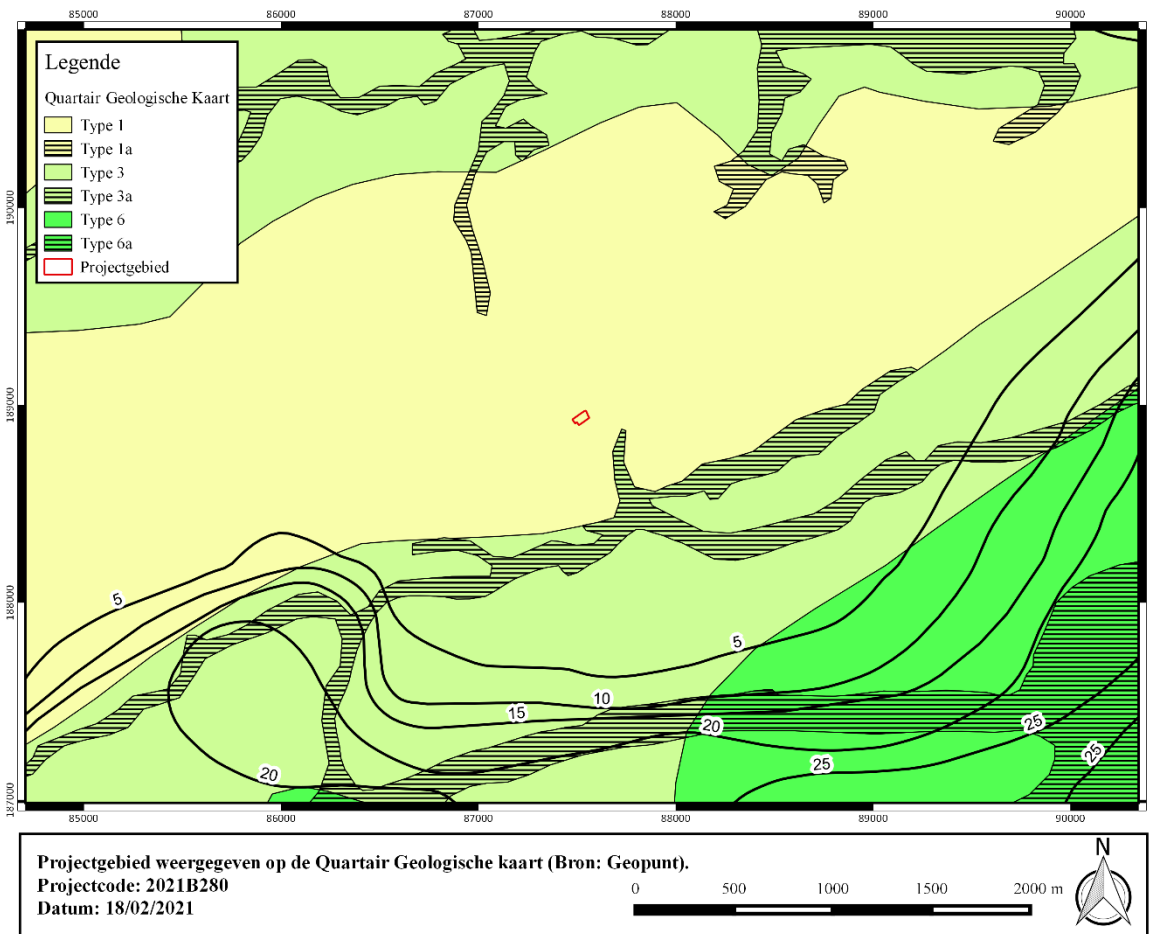 85000 86000 87000 88000 89000 90000
Legende
Quartair Geologische Kaart
Type 1
Type 1a
Type 3
Type 3a
Type 6
Type 6a
Projectgebied
190000
189000
188000
187000
5
5
10
15
20
20
25
25
25
85000 86000 87000 88000 89000 90000
Projectgebied weergegeven op de Quartair Geologische kaart (Bron: Geopunt).
Projectcode: 2021B280
Datum: 18/02/2021
0 500 1000 1500 2000 m
N